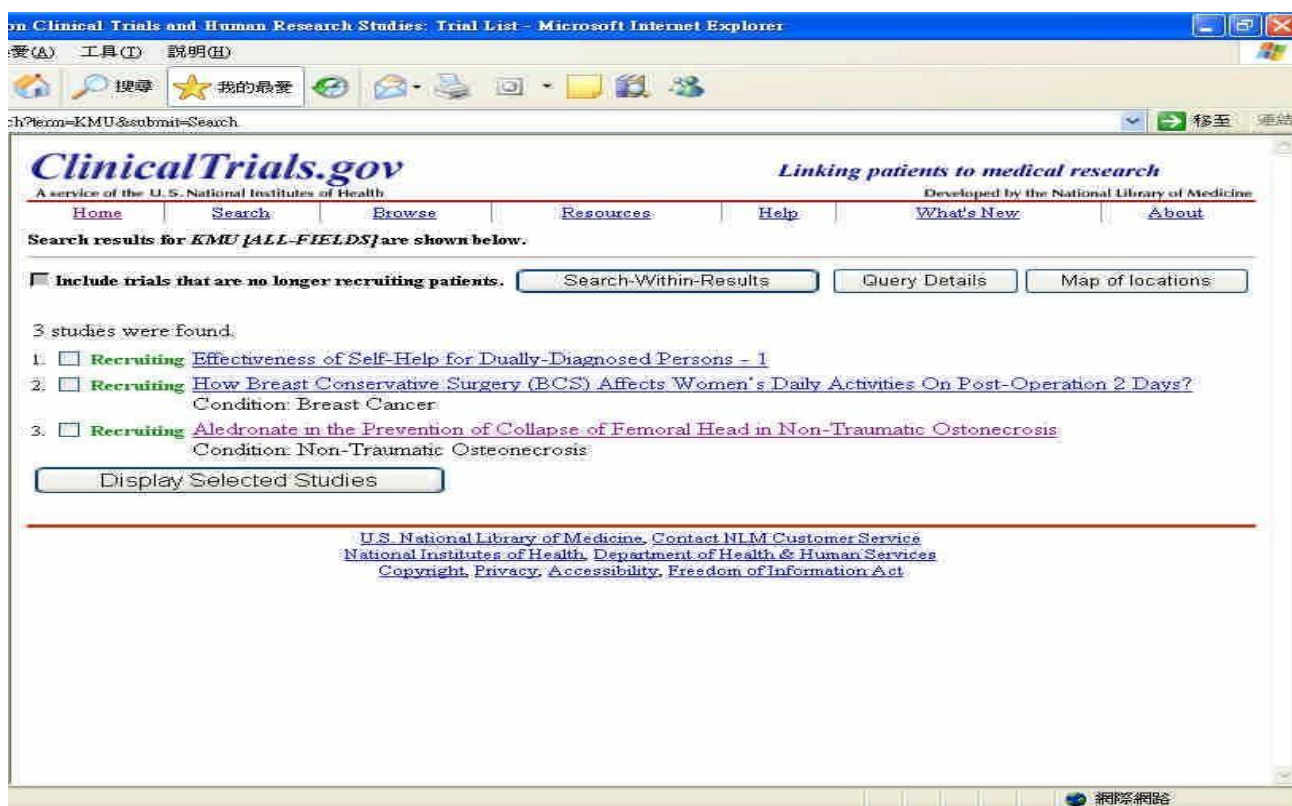 on Clinical Trials and Human Research Studies: Trial List - Microsoft Internet Explorer
愛(A) 工具(T) 說明(H)
搜尋 我的最愛
ch?term=KMU&submit=Search 移至 連結
ClinicalTrials.gov Linking patients to medical research
A service of the U. S. National Institutes of Health Developed by the National Library of Medicine
Home Search Browse Resources Help What's New About
Search results for KMU [ALL-FIELDS] are shown below.
Include trials that are no longer recruiting patients. Search-Within-Results Query Details Map of locations
3 studies were found.
1. Recruiting Effectiveness of Self-Help for Dually-Diagnosed Persons - 1
2. Recruiting How Breast Conservative Surgery (BCS) Affects Women's Daily Activities On Post-Operation 2 Days?
Condition: Breast Cancer
3. Recruiting Aledronate in the Prevention of Collapse of Femoral Head in Non-Traumatic Ostonecrosis
Condition: Non-Traumatic Osteonecrosis
Display Selected Studies
U.S. National Library of Medicine, Contact NLM Customer Service
National Institutes of Health, Department of Health & Human Services
Copyright, Privacy, Accessibility, Freedom of Information Act
網際網路